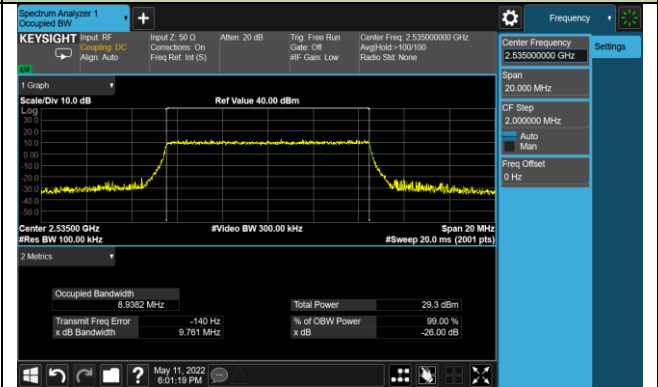 Spectrum Analyzer 1
Occupied BW
Frequency
KEYSIGHT
Input: RF
Coupling: DC
Align: Auto
Input Z: 50 Ω
Corrections: On
Freq Ref: Int (S)
Atten: 20 dB
Trig: Free Run
Gate: Off
#IF Gain: Low
Center Freq: 2.535000000 GHz
Avg|Hold:>100/100
Radio Std: None
Center Frequency
2.535000000 GHz
Settings
Span
20.000 MHz
CF Step
2.000000 MHz
Auto
Man
Freq Offset
0 Hz
1 Graph
Scale/Div 10.0 dB
Ref Value 40.00 dBm
Log
30.0
20.0
10.0
0.00
-10.0
-20.0
-30.0
-40.0
-50.0
Center 2.53500 GHz
#Video BW 300.00 kHz
Span 20 MHz
#Res BW 100.00 kHz
#Sweep 20.0 ms (2001 pts)
2 Metrics
Occupied Bandwidth
8.9382 MHz
Total Power
29.3 dBm
Transmit Freq Error
-140 Hz
% of OBW Power
99.00 %
x dB Bandwidth
9.761 MHz
x dB
-26.00 dB
?
May 11, 2022
6:01:19 PM